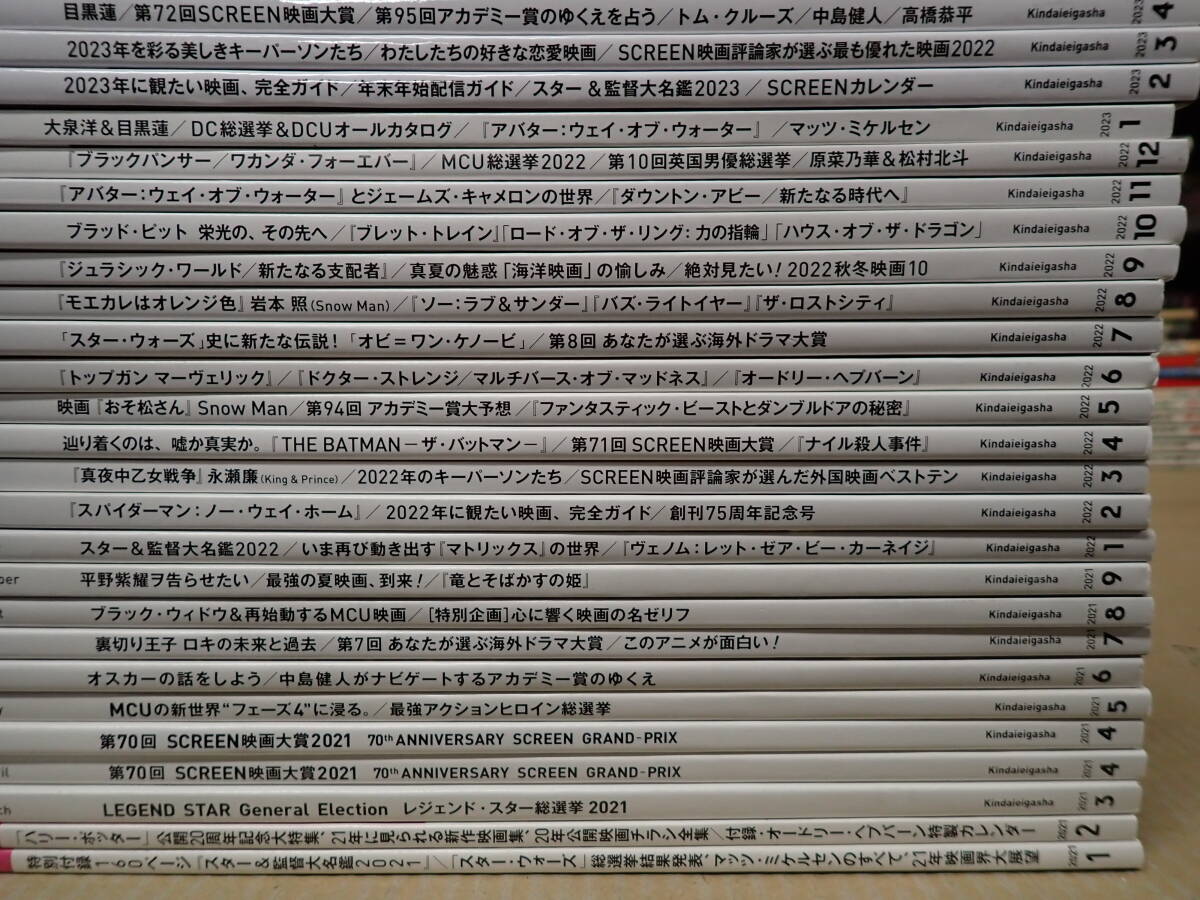 目黒蓮／第72回SCREEN映画大賞／第95回アカデミー賞のゆくえを占う／トム・クルーズ／中島健人／高橋恭平 Kindaieigasha 2023 4
2023年を彩る美しきキーパーソンたち／わたしたちの好きな恋愛映画／SCREEN映画評論家が選ぶ最も優れた映画2022 Kindaieigasha 2023 3
2023年に観たい映画、完全ガイド／年末年始配信ガイド／スター＆監督大名鑑2023／SCREENカレンダー Kindaieigasha 2023 2
大泉洋＆目黒蓮／DC総選挙＆DCUオールカタログ／『アバター：ウェイ・オブ・ウォーター』／マッツ・ミケルセン Kindaieigasha 2023 1
『ブラックパンサー／ワカンダ・フォーエバー』／MCU総選挙2022／第10回英国男優総選挙／原菜乃華＆松村北斗 Kindaieigasha 2022 12
『アバター：ウェイ・オブ・ウォーター』とジェームズ・キャメロンの世界／『ダウントン・アビー／新たなる時代へ』 Kindaieigasha 2022 11
ブラッド・ピット 栄光の、その先へ／『ブレット・トレイン』「ロード・オブ・ザ・リング：力の指輪」「ハウス・オブ・ザ・ドラゴン」 Kindaieigasha 2022 10
『ジュラシック・ワールド／新たなる支配者』／真夏の魅惑「海洋映画」の愉しみ／絶対見たい！2022秋冬映画10 Kindaieigasha 2022 9
『モエカレはオレンジ色』岩本 照(Snow Man)／『ソー：ラブ＆サンダー』『バズ・ライトイヤー』『ザ・ロストシティ』 Kindaieigasha 2022 8
「スター・ウォーズ」史に新たな伝説！「オビ＝ワン・ケノービ」／第8回 あなたが選ぶ海外ドラマ大賞 Kindaieigasha 2022 7
『トップガン マーヴェリック』／『ドクター・ストレンジ／マルチバース・オブ・マッドネス』／『オードリー・ヘプバーン』 Kindaieigasha 2022 6
映画『おそ松さん』Snow Man／第94回 アカデミー賞大予想／『ファンタスティック・ビーストとダンブルドアの秘密』 Kindaieigasha 2022 5
辿り着くのは、嘘か真実か。『THE BATMAN－ザ・バットマン－』／第71回 SCREEN映画大賞／『ナイル殺人事件』 Kindaieigasha 2022 4
『真夜中乙女戦争』永瀬廉(King & Prince)／2022年のキーパーソンたち／SCREEN映画評論家が選んだ外国映画ベストテン Kindaieigasha 2022 3
『スパイダーマン：ノー・ウェイ・ホーム』／2022年に観たい映画、完全ガイド／創刊75周年記念号 Kindaieigasha 2022 2
スター＆監督大名鑑2022／いま再び動き出す『マトリックス』の世界／『ヴェノム：レット・ゼア・ビー・カーネイジ』 Kindaieigasha 2022 1
ber 平野紫耀ヲ告らせたい／最強の夏映画、到来！／『竜とそばかすの姫』 Kindaieigasha 2021 9
t ブラック・ウィドウ＆再始動するMCU映画／［特別企画］心に響く映画の名ゼリフ Kindaieigasha 2021 8
裏切り王子 ロキの未来と過去／第7回 あなたが選ぶ海外ドラマ大賞／このアニメが面白い！ Kindaieigasha 2021 7
オスカーの話をしよう／中島健人がナビゲートするアカデミー賞のゆくえ Kindaieigasha 2021 6
y MCUの新世界“フェーズ4”に浸る。／最強アクションヒロイン総選挙 Kindaieigasha 2021 5
第70回 SCREEN映画大賞2021 70th ANNIVERSARY SCREEN GRAND-PRIX Kindaieigasha 2021 4
il 第70回 SCREEN映画大賞2021 70th ANNIVERSARY SCREEN GRAND-PRIX Kindaieigasha 2021 4
ch LEGEND STAR General Election レジェンド・スター総選挙 2021 Kindaieigasha 2021 3
「ハリー・ポッター」公開20周年記念大特集、21年に見られる新作映画集、20年公開映画チラシ全集／付録・オードリー・ヘプバーン特製カレンダー 2021 2
特別付録160ページ『スター＆監督大名鑑2021』／「スター・ウォーズ」総選挙結果発表、マッツ・ミケルセンのすべて、21年映画界大展望 2021 1